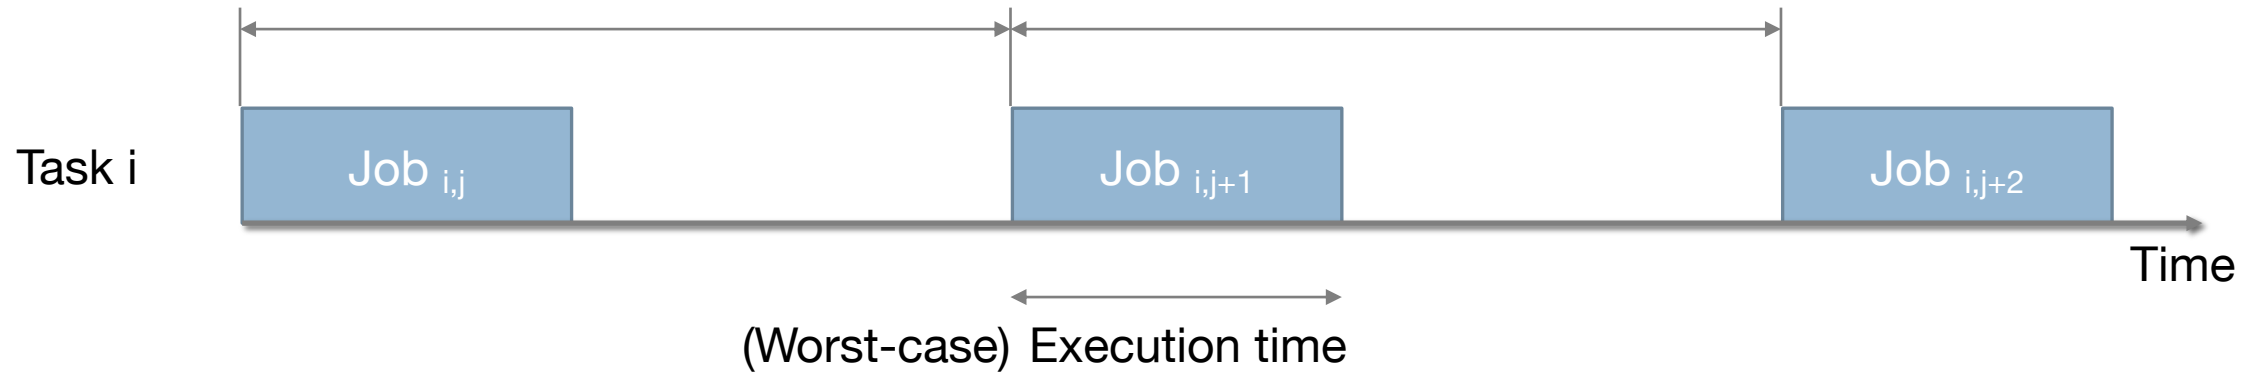 Task i
Job i,j
Job i,j+1
Job i,j+2
Time
(Worst-case) Execution time